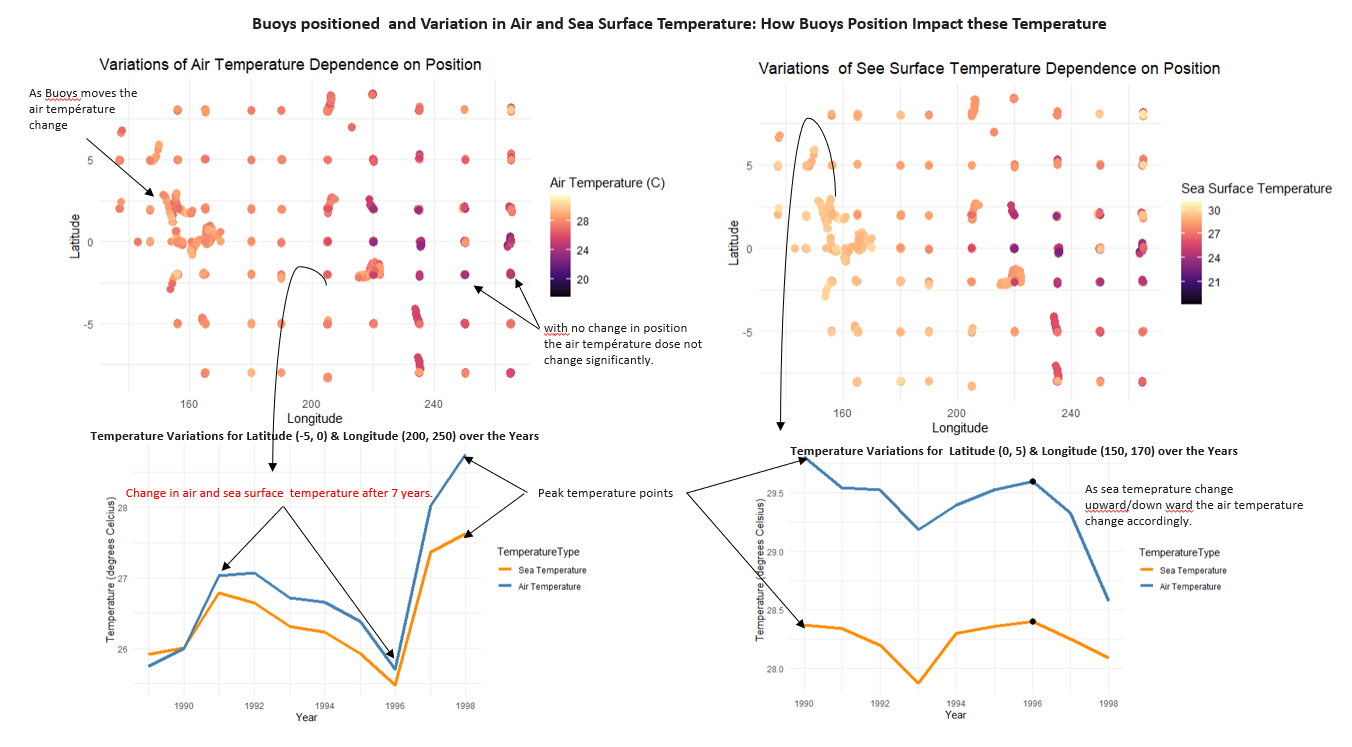 Buoys positioned and Variation in Air and Sea Surface Temperature: How Buoys Position Impact these Temperature
Variations of Air Temperature Dependence on Position
As Buoys moves the
air température
change
5
0
-5
Latitude
160
200
240
Longitude
Air Temperature (C)
28
24
20
with no change in position
the air température dose not
change significantly.
Variations of See Surface Temperature Dependence on Position
5
0
-5
Latitude
160
200
240
Longitude
Sea Surface Temperature
30
27
24
21
Temperature Variations for Latitude (-5, 0) & Longitude (200, 250) over the Years
Change in air and sea surface temperature after 7 years.
28
27
26
Temperature (degrees Celcius)
1990
1992
1994
1996
1998
Year
TemperatureType
Sea Temperature
Air Temperature
Peak temperature points
Temperature Variations for Latitude (0, 5) & Longitude (150, 170) over the Years
29.5
29.0
28.5
28.0
Temperature (degrees Celsius)
1990
1992
1994
1996
1998
Year
As sea temeprature change
upward/down ward the air temperature
change accordingly.
TemperatureType
Sea Temperature
Air Temperature